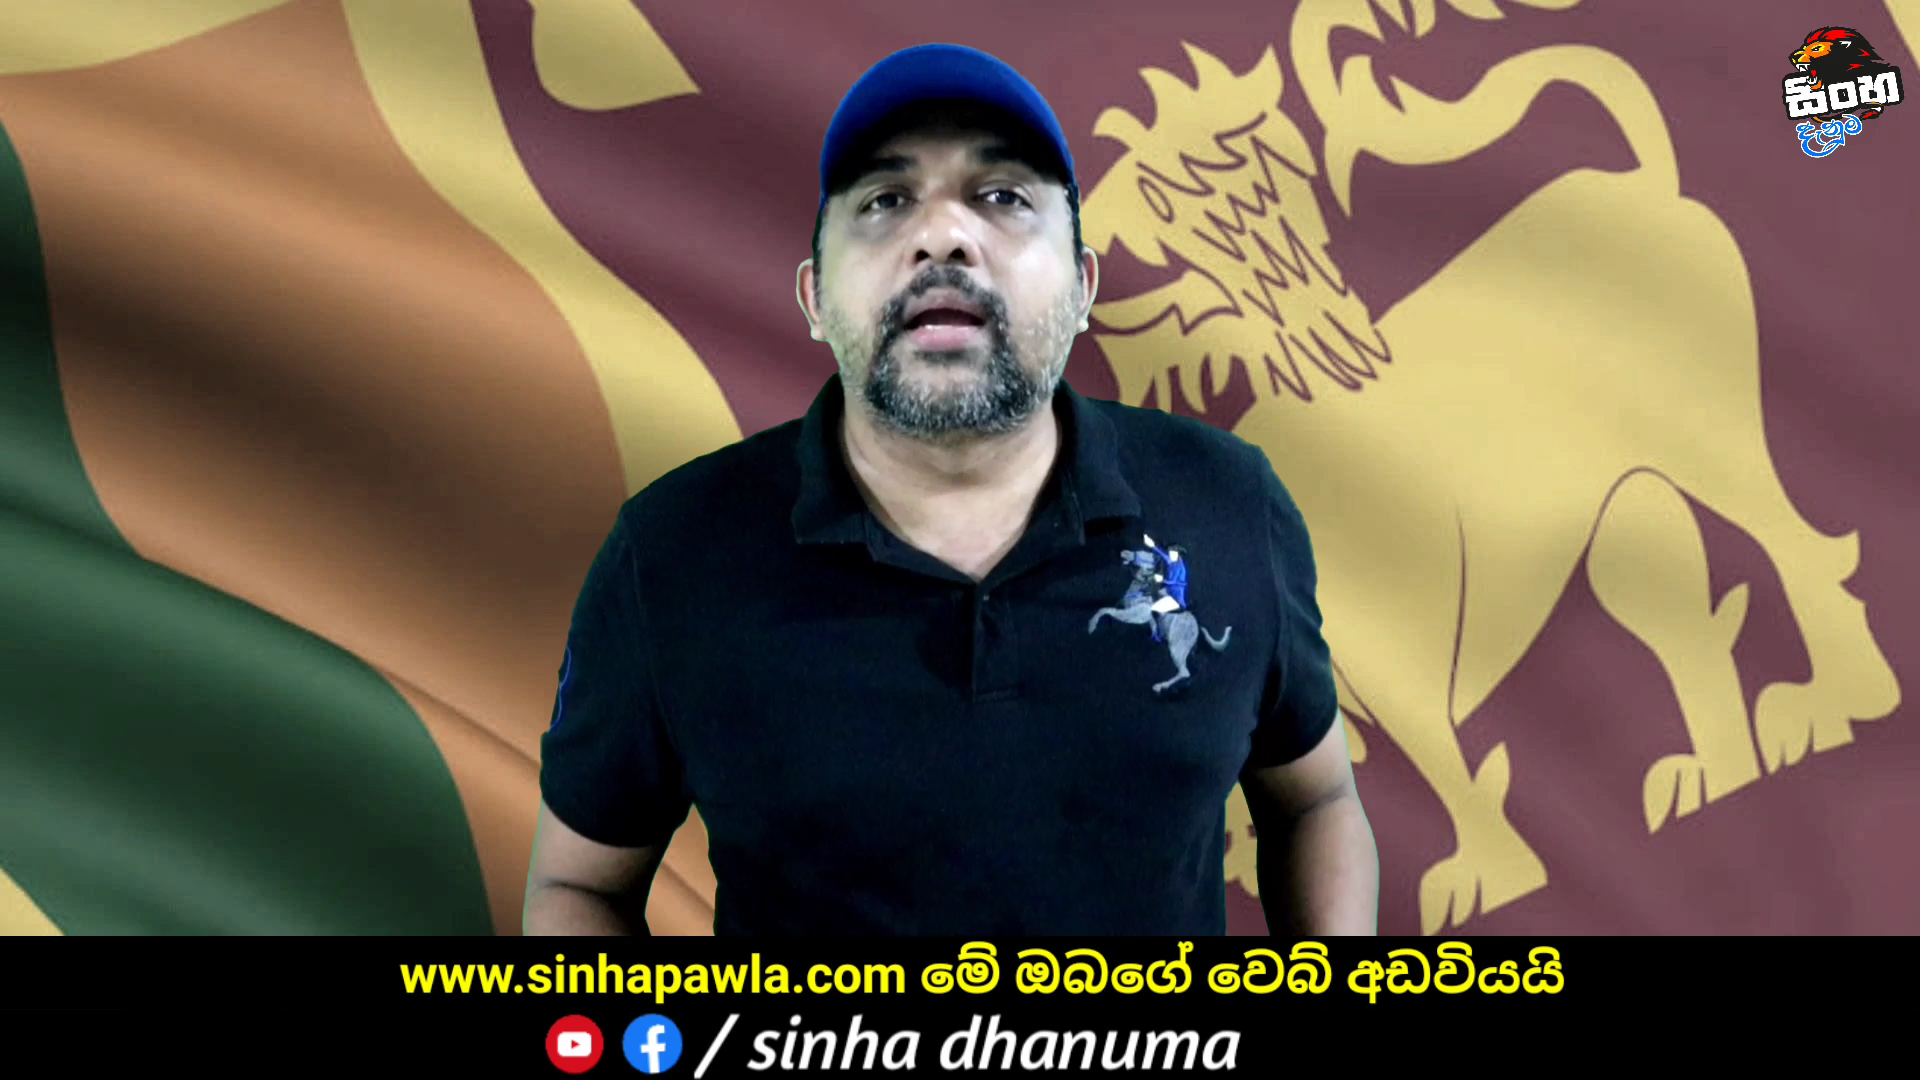 සිංහ
දැනුම
www.sinhapawla.com මේ ඔබගේ වෙබ් අඩවියයි
/ sinha dhanuma